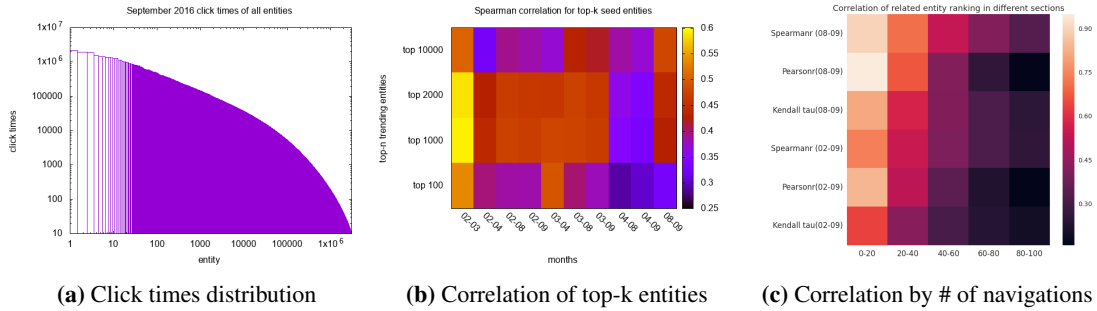 September 2016 click times of all entities
1x10^7
1x10^6
100000
10000
1000
100
10
click times
1 10 100 1000 10000 100000 1x10^6
entity
(a) Click times distribution
Spearman correlation for top-k seed entities
top 10000
top 2000
top 1000
top 100
top-n trending entities
02-03 02-04 02-08 02-09 03-04 03-08 03-09 04-08 04-09 08-09
months
0.6
0.55
0.5
0.45
0.4
0.35
0.3
0.25
(b) Correlation of top-k entities
Correlation of related entity ranking in different sections
Spearmanr (08-09)
Pearsonr(08-09)
Kendall tau(08-09)
Spearmanr (02-09)
Pearsonr(02-09)
Kendall tau(02-09)
0-20 20-40 40-60 60-80 80-100
0.90
0.75
0.60
0.45
0.30
(c) Correlation by # of navigations